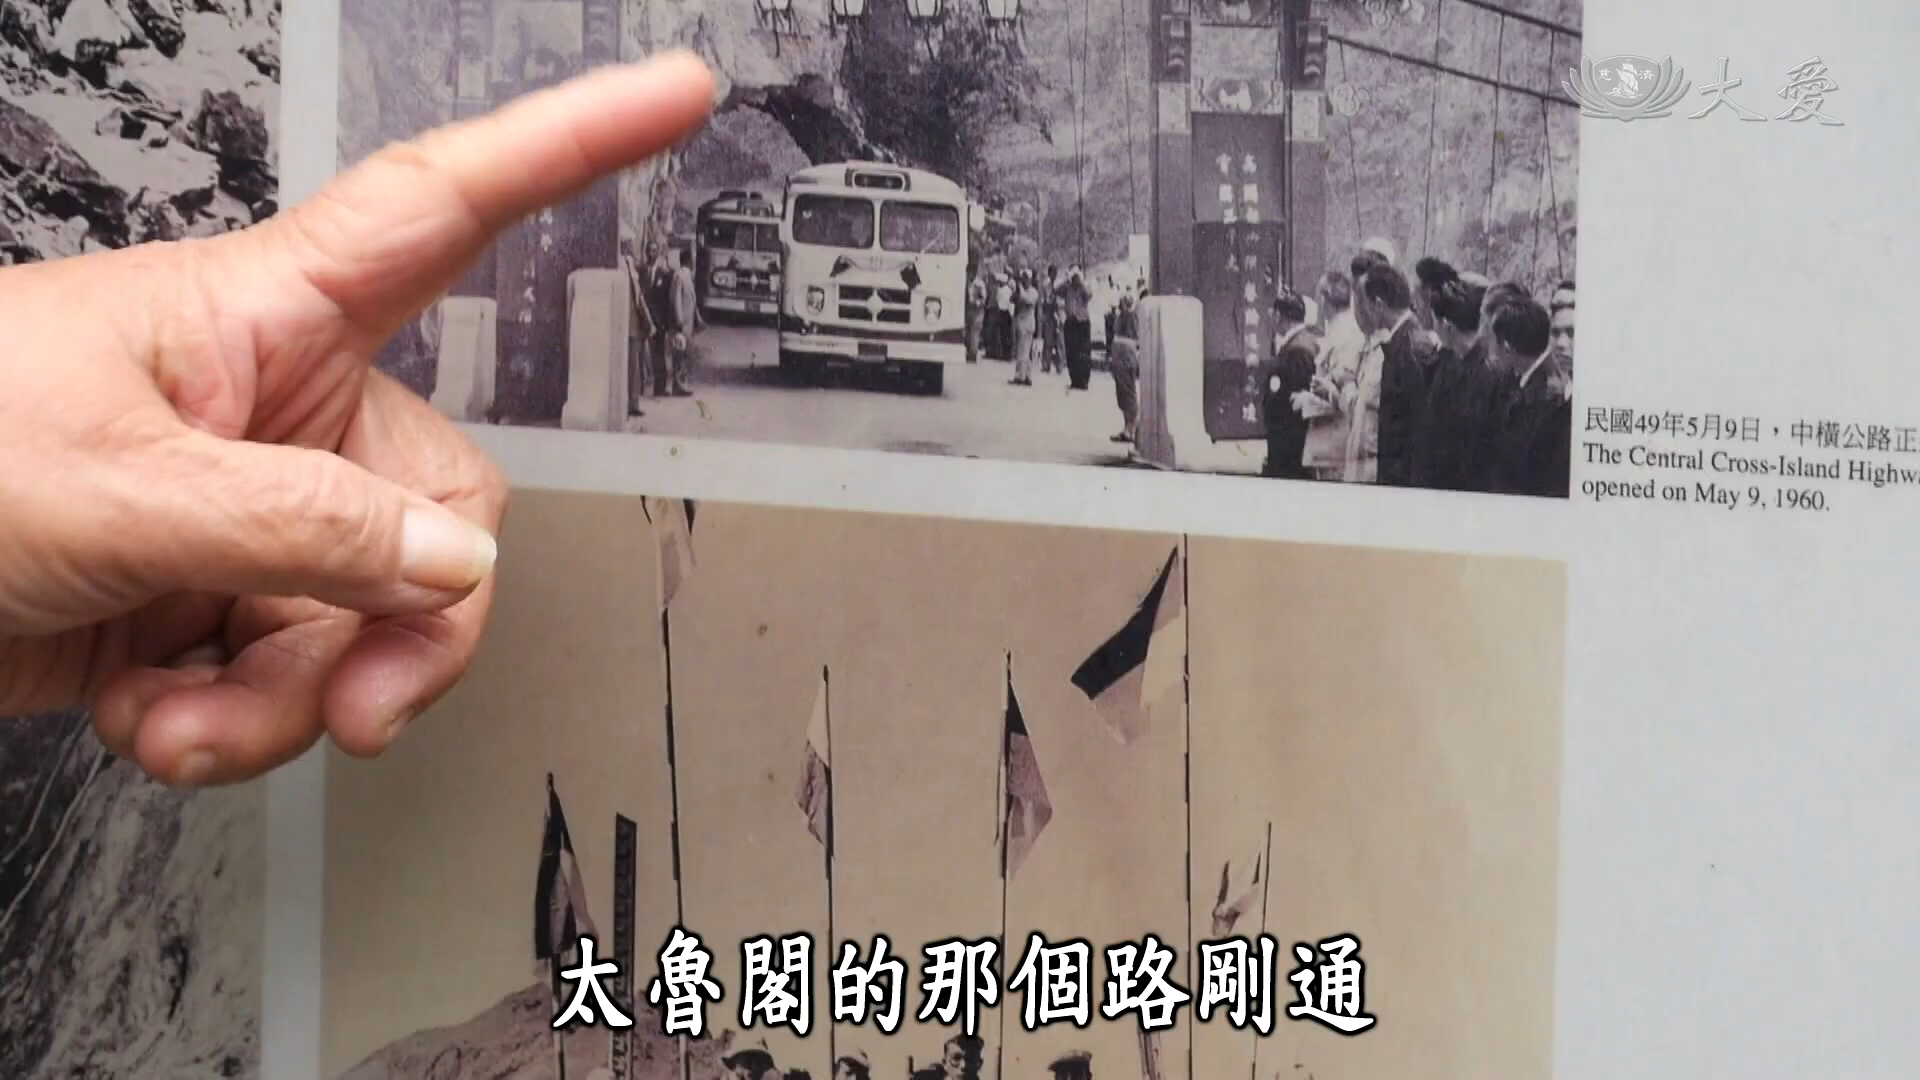 大愛
民國49年5月9日，中橫公路正
The Central Cross-Island Highw
opened on May 9, 1960.
太魯閣的那個路剛通